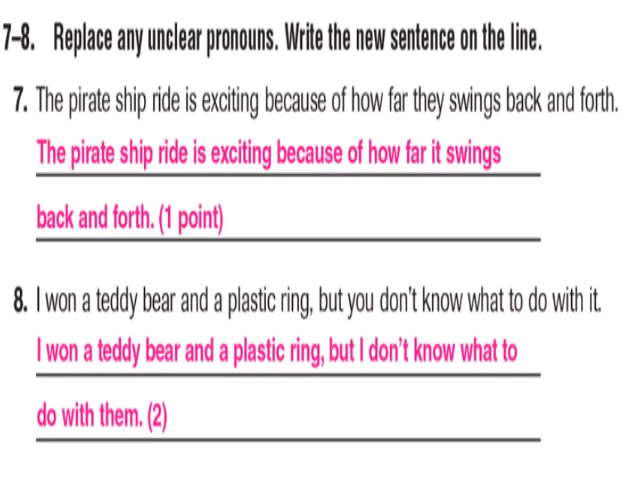 7–8. Replace any unclear pronouns. Write the new sentence on the line.
7. The pirate ship ride is exciting because of how far they swings back and forth.
The pirate ship ride is exciting because of how far it swings
back and forth. (1 point)
8. I won a teddy bear and a plastic ring, but you don't know what to do with it.
I won a teddy bear and a plastic ring, but I don't know what to
do with them. (2)